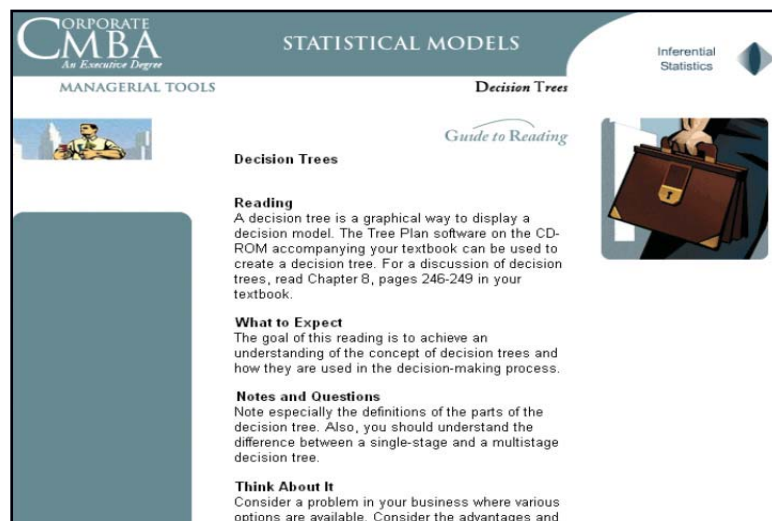 CORPORATE
MBA
An Executive Degree
STATISTICAL MODELS
Inferential
Statistics
MANAGERIAL TOOLS
Decision Trees
Guide to Reading
Decision Trees
Reading
A decision tree is a graphical way to display a
decision model. The Tree Plan software on the CD-
ROM accompanying your textbook can be used to
create a decision tree. For a discussion of decision
trees, read Chapter 8, pages 246-249 in your
textbook.
What to Expect
The goal of this reading is to achieve an
understanding of the concept of decision trees and
how they are used in the decision-making process.
Notes and Questions
Note especially the definitions of the parts of the
decision tree. Also, you should understand the
difference between a single-stage and a multistage
decision tree.
Think About It
Consider a problem in your business where various
options are available. Consider the advantages and